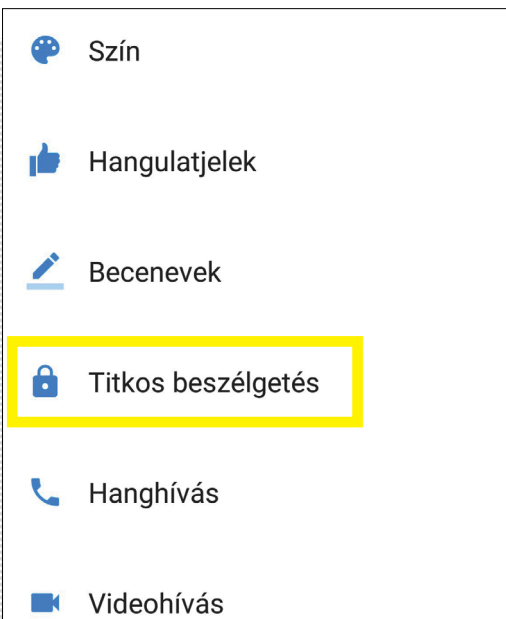 Szín
Hangulatjelek
Becenevek
Titkos beszélgetés
Hanghívás
Videohívás